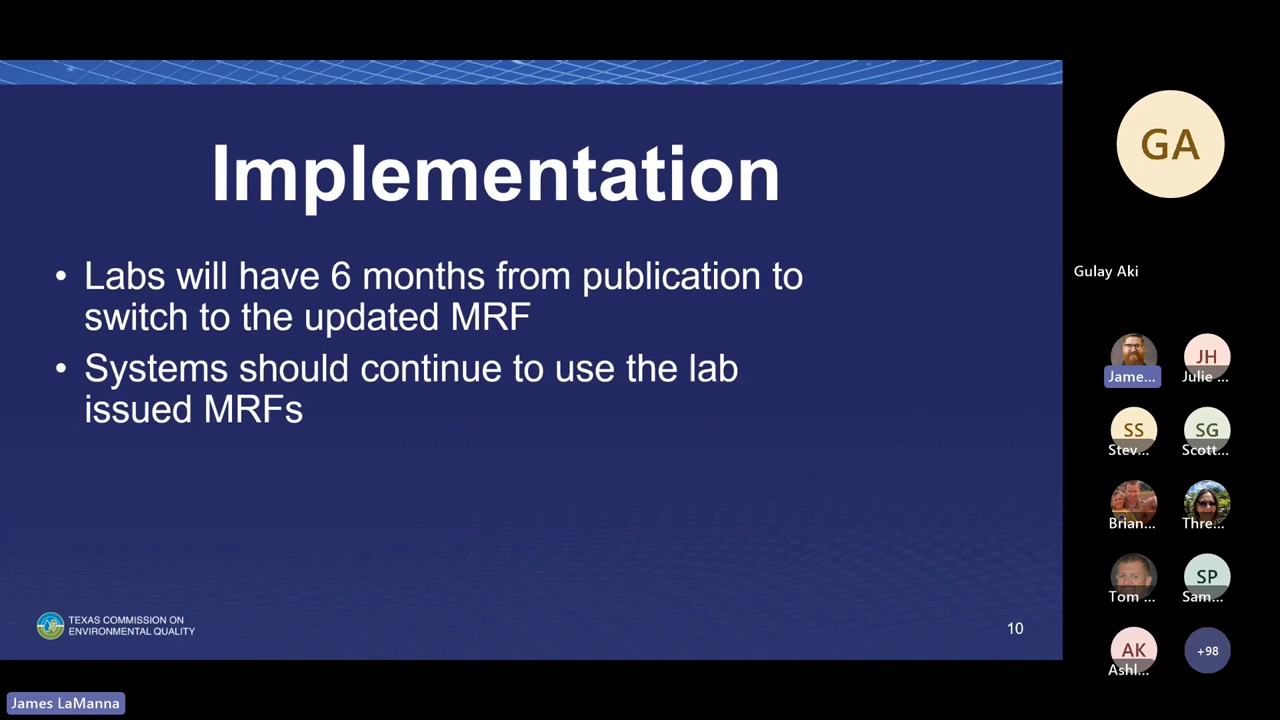 Implementation
• Labs will have 6 months from publication to
switch to the updated MRF
• Systems should continue to use the lab
issued MRFs
TEXAS COMMISSION ON
ENVIRONMENTAL QUALITY
10
GA
Gulay Aki
Jame...
JH
Julie ...
SS
Stev...
SG
Scott...
Brian...
Thre...
Tom ...
SP
Sam...
AK
Ashl...
+98
James LaManna